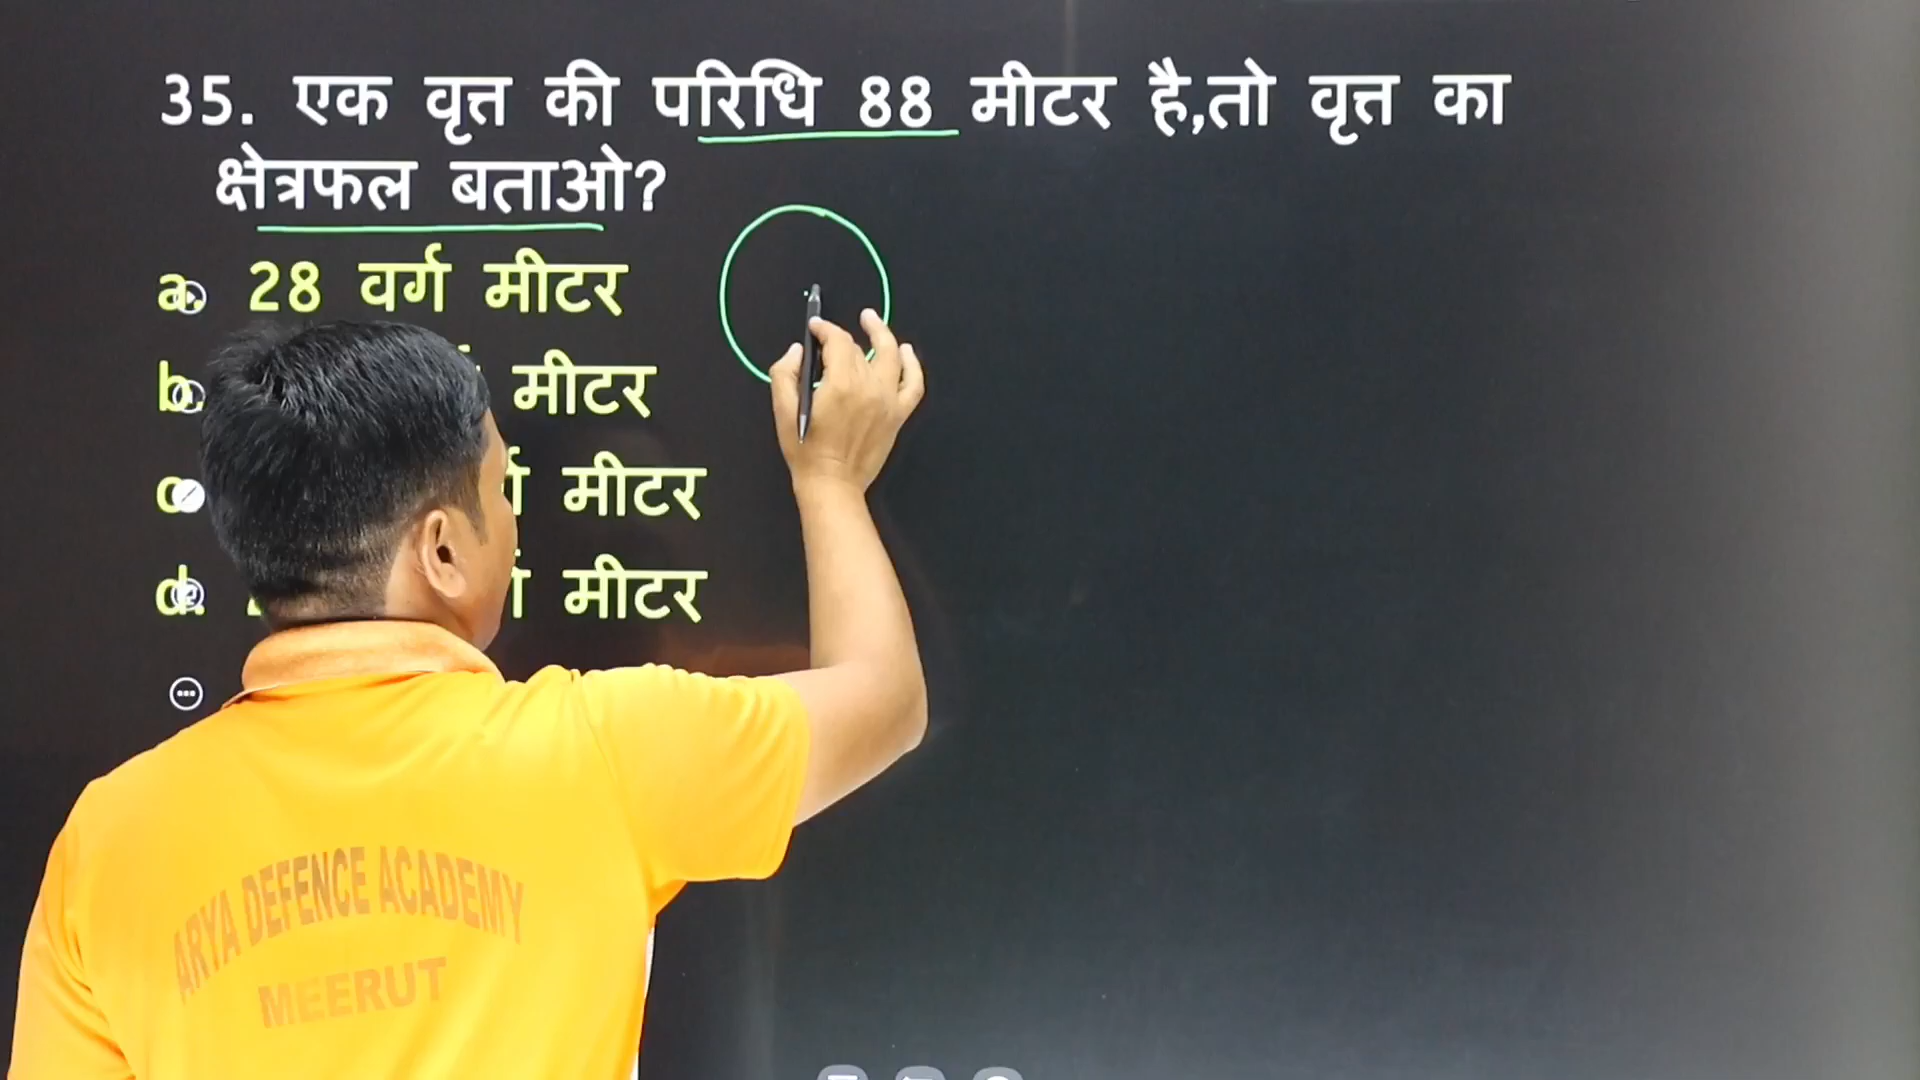 35. एक वृत्त की परिधि 88 मीटर है,तो वृत्त का
क्षेत्रफल बताओ?
a. 28 वर्ग मीटर
b. मीटर
c. मीटर
d. मीटर
ARYA DEFENCE ACADEMY
MEERUT